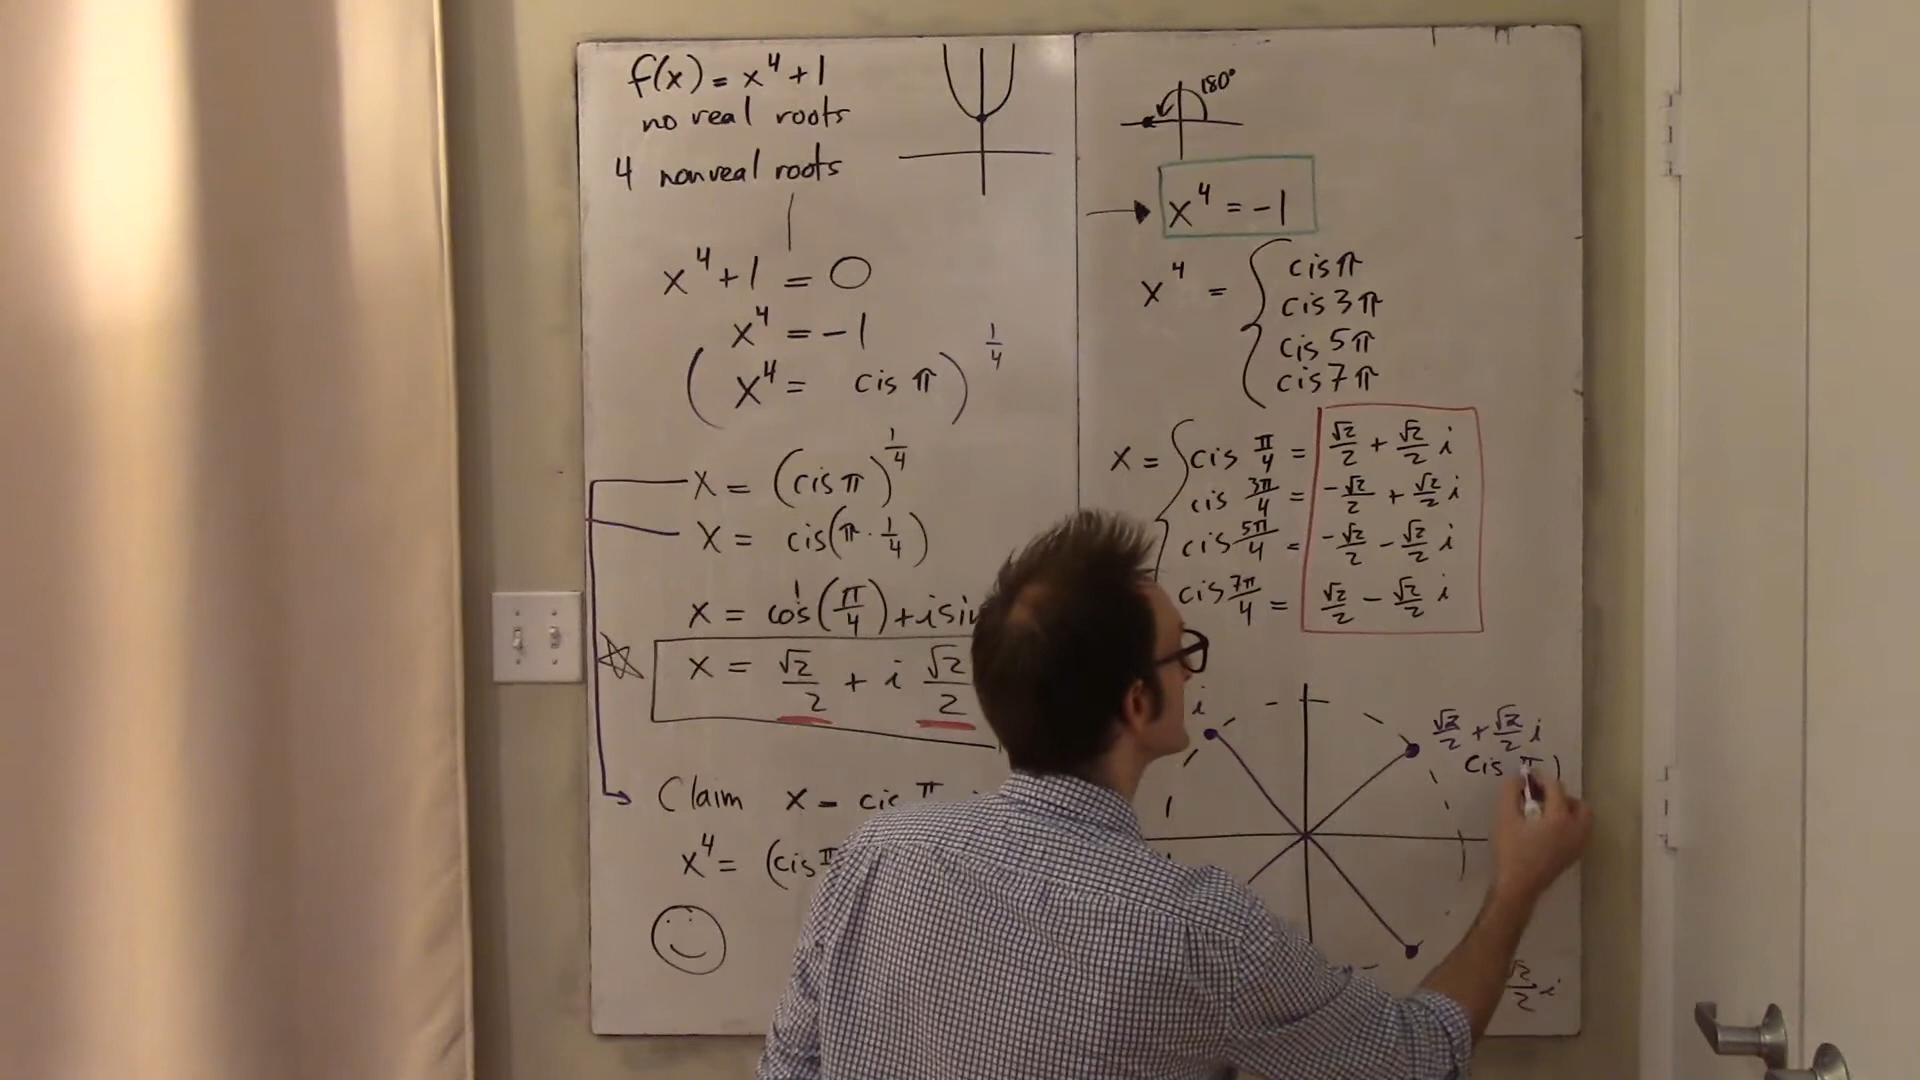 f(x) = x⁴ + 1
no real roots
4 nonreal roots
x⁴ + 1 = 0
x⁴ = -1
( x⁴ = cis π )^(1/4)
x = (cis π)^(1/4)
x = cis(π · 1/4)
x = cos(π/4) + i sin
x = √2/2 + i √2/2
Claim x = cis π
x⁴ = (cis π
180°
x⁴ = -1
x⁴ = { cis π
cis 3π
cis 5π
cis 7π
x = { cis π/4 = √2/2 + √2/2 i
cis 3π/4 = -√2/2 + √2/2 i
cis 5π/4 = -√2/2 - √2/2 i
cis 7π/4 = √2/2 - √2/2 i
i
√2/2 + √2/2 i
cis π
√2/2 i